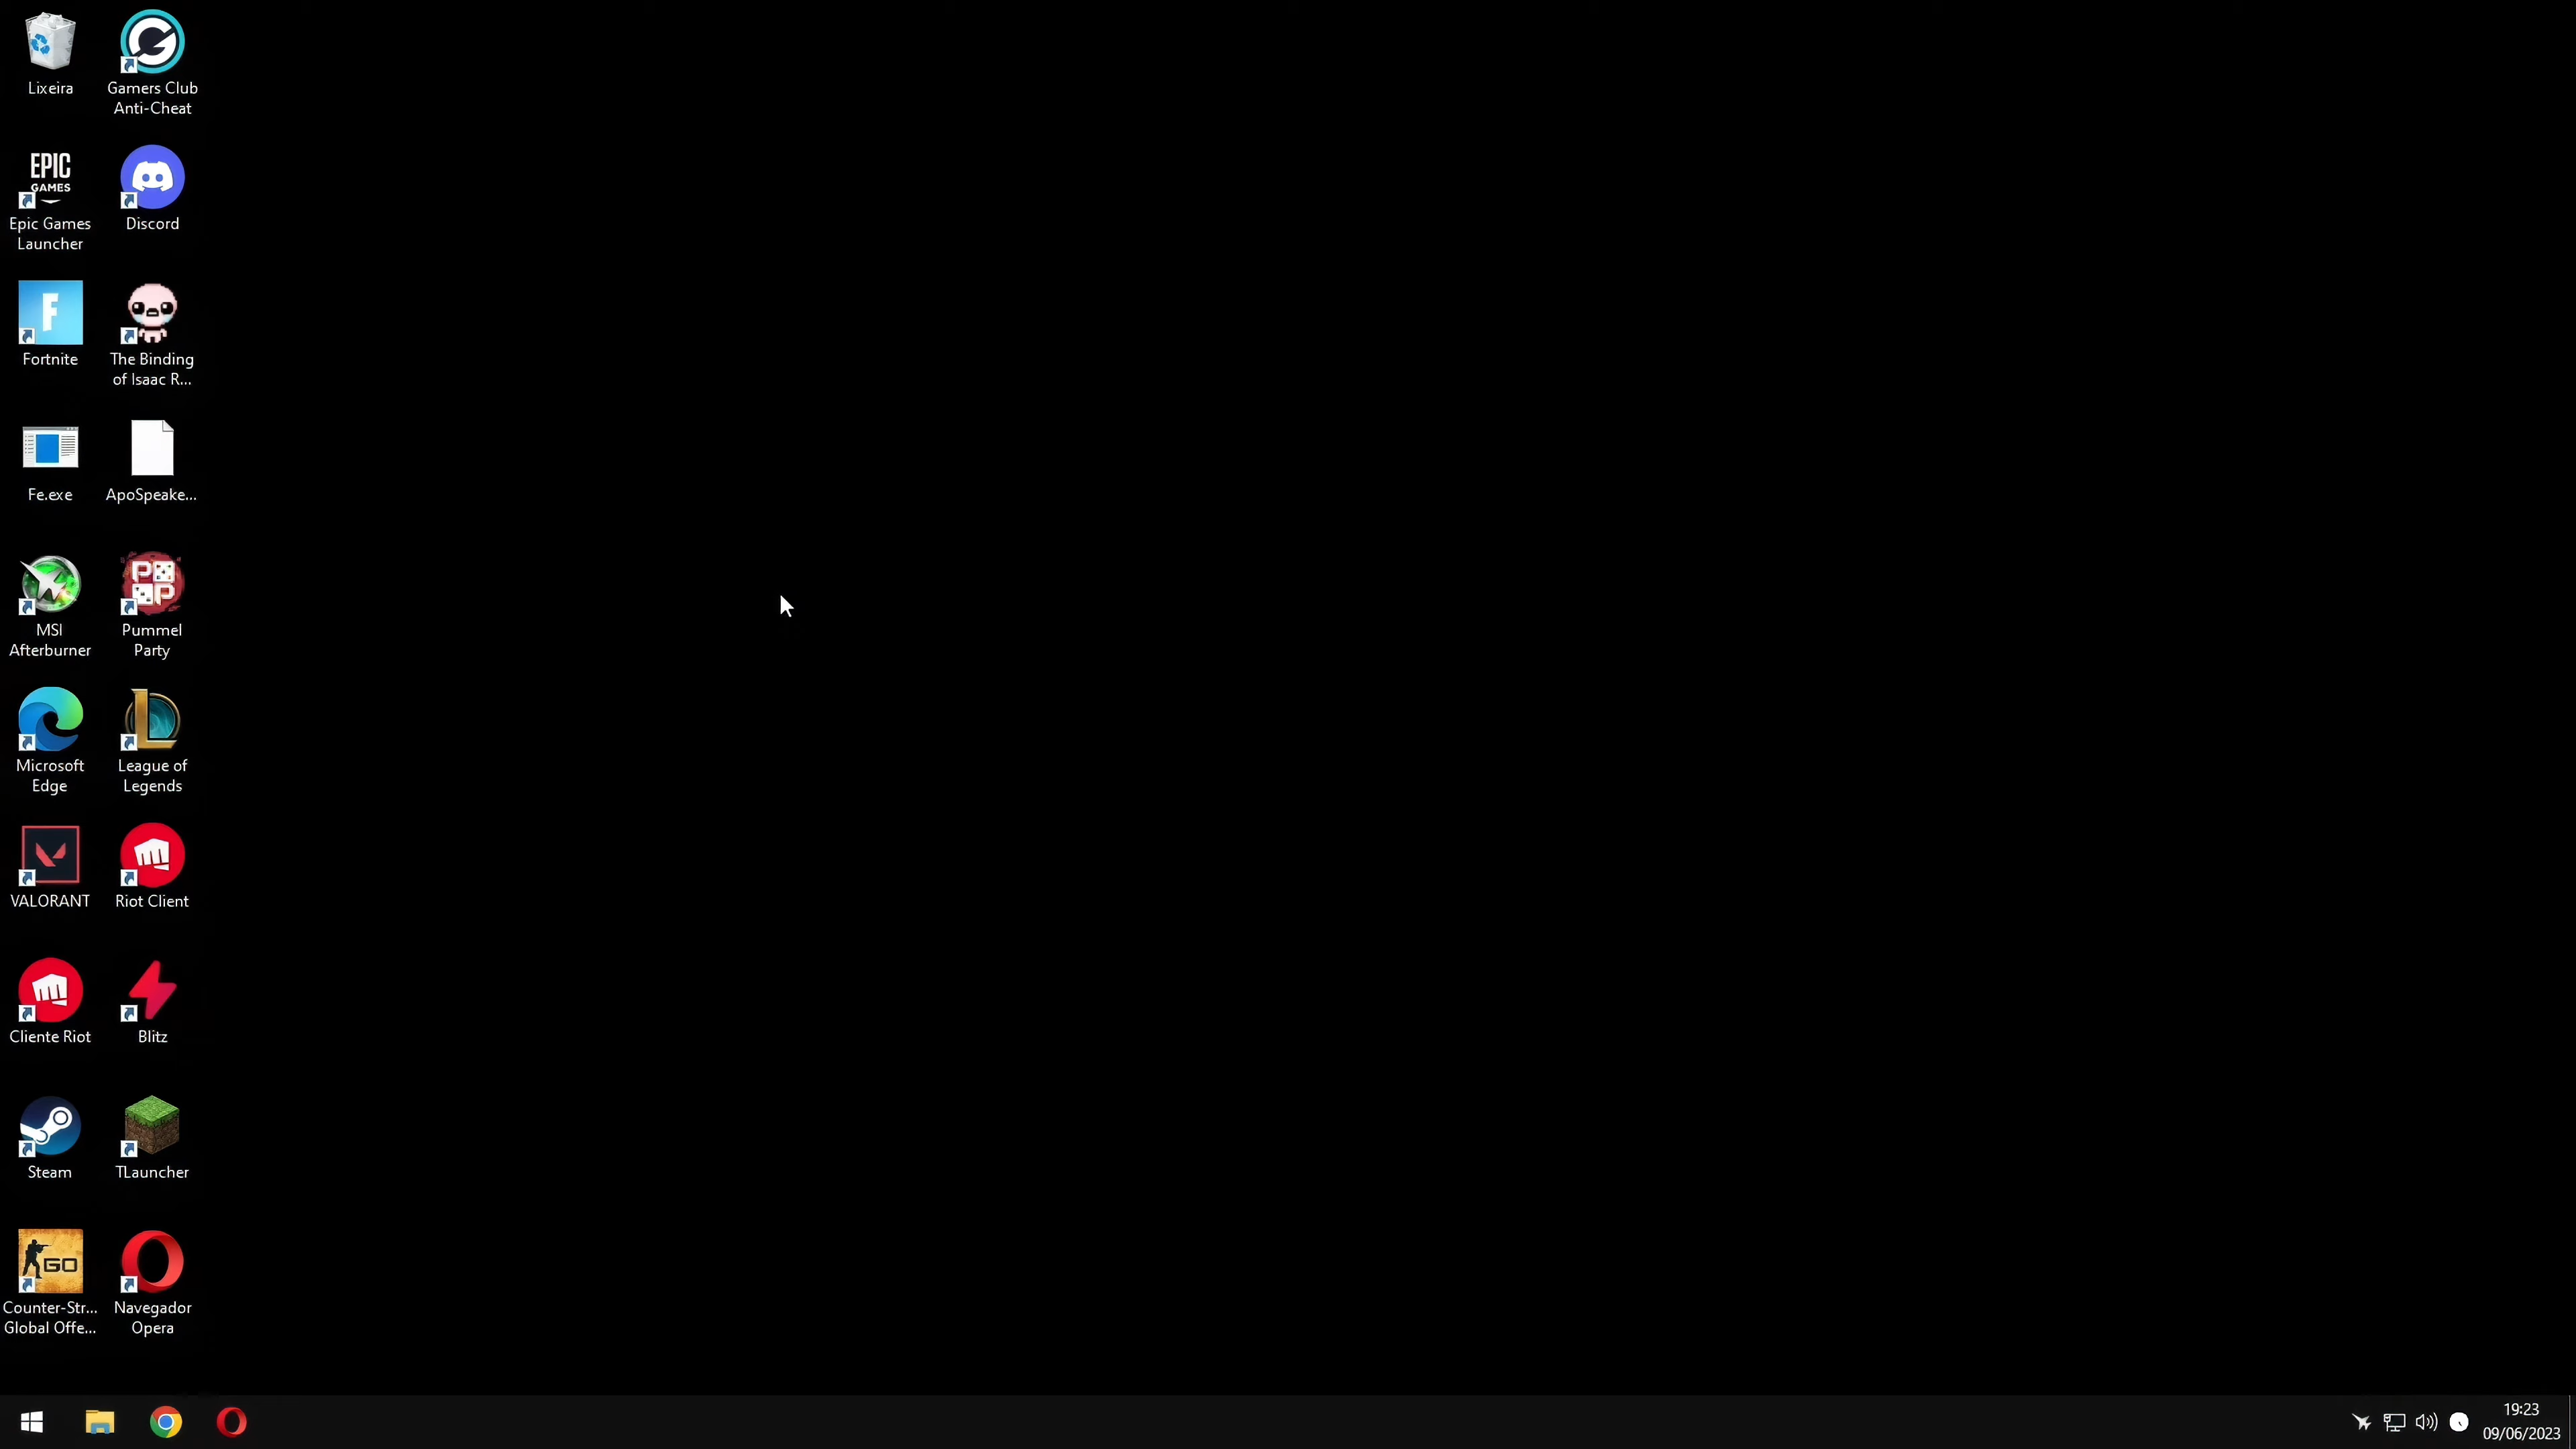 Lixeira
Gamers Club
Anti-Cheat
EPIC
GAMES
Epic Games
Launcher
Discord
F
Fortnite
The Binding
of Isaac R...
Fe.exe
ApoSpeake...
MSI
Afterburner
P
P
Pummel
Party
Microsoft
Edge
League of
Legends
VALORANT
Riot Client
Cliente Riot
Blitz
Steam
TLauncher
GO
Counter-Str...
Global Offe...
Navegador
Opera
19:23
09/06/2023